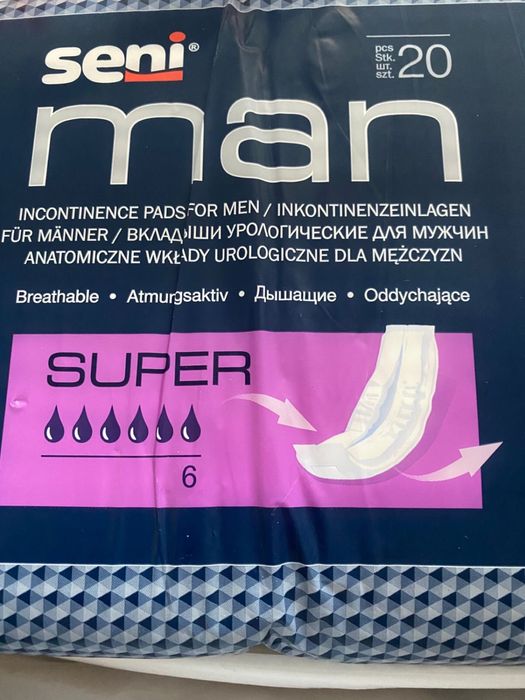 seni®
pcs
Stk.
шт.
szt.
20
man
INCONTINENCE PADS FOR MEN / INKONTINENZEINLAGEN
FÜR MÄNNER / ВКЛАДЫШИ УРОЛОГИЧЕСКИЕ ДЛЯ МУЖЧИН
ANATOMICZNE WKŁADY UROLOGICZNE DLA MĘŻCZYZN
Breathable • Atmungsaktiv • Дышащие • Oddychające
SUPER
6